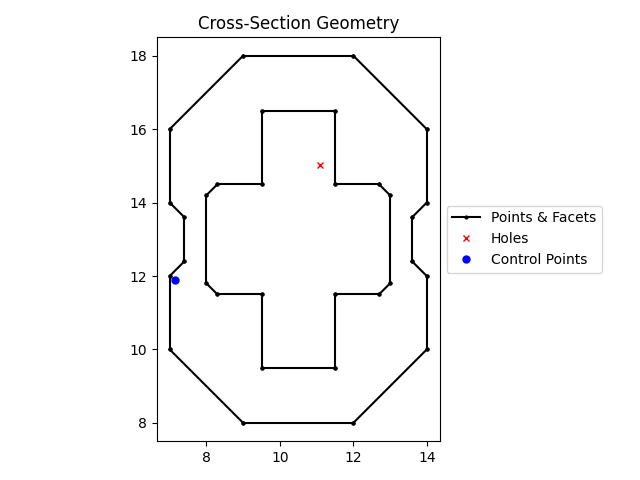 Cross-Section Geometry
18
16
14
12
10
8
8
10
12
14
Points & Facets
Holes
Control Points